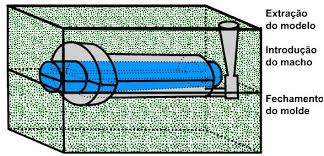 Extração
do modelo
Introdução
do macho
Fechamento
do molde